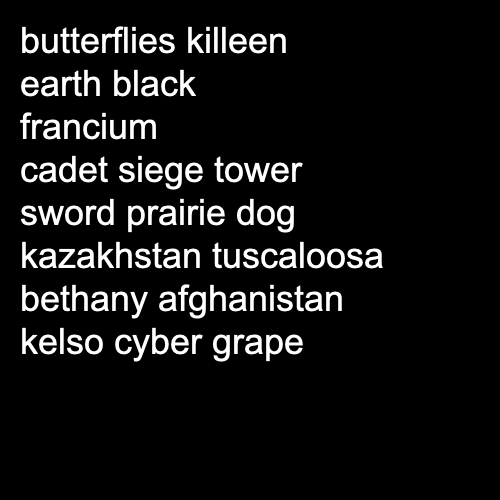 butterflies killeen
earth black
francium
cadet siege tower
sword prairie dog
kazakhstan tuscaloosa
bethany afghanistan
kelso cyber grape